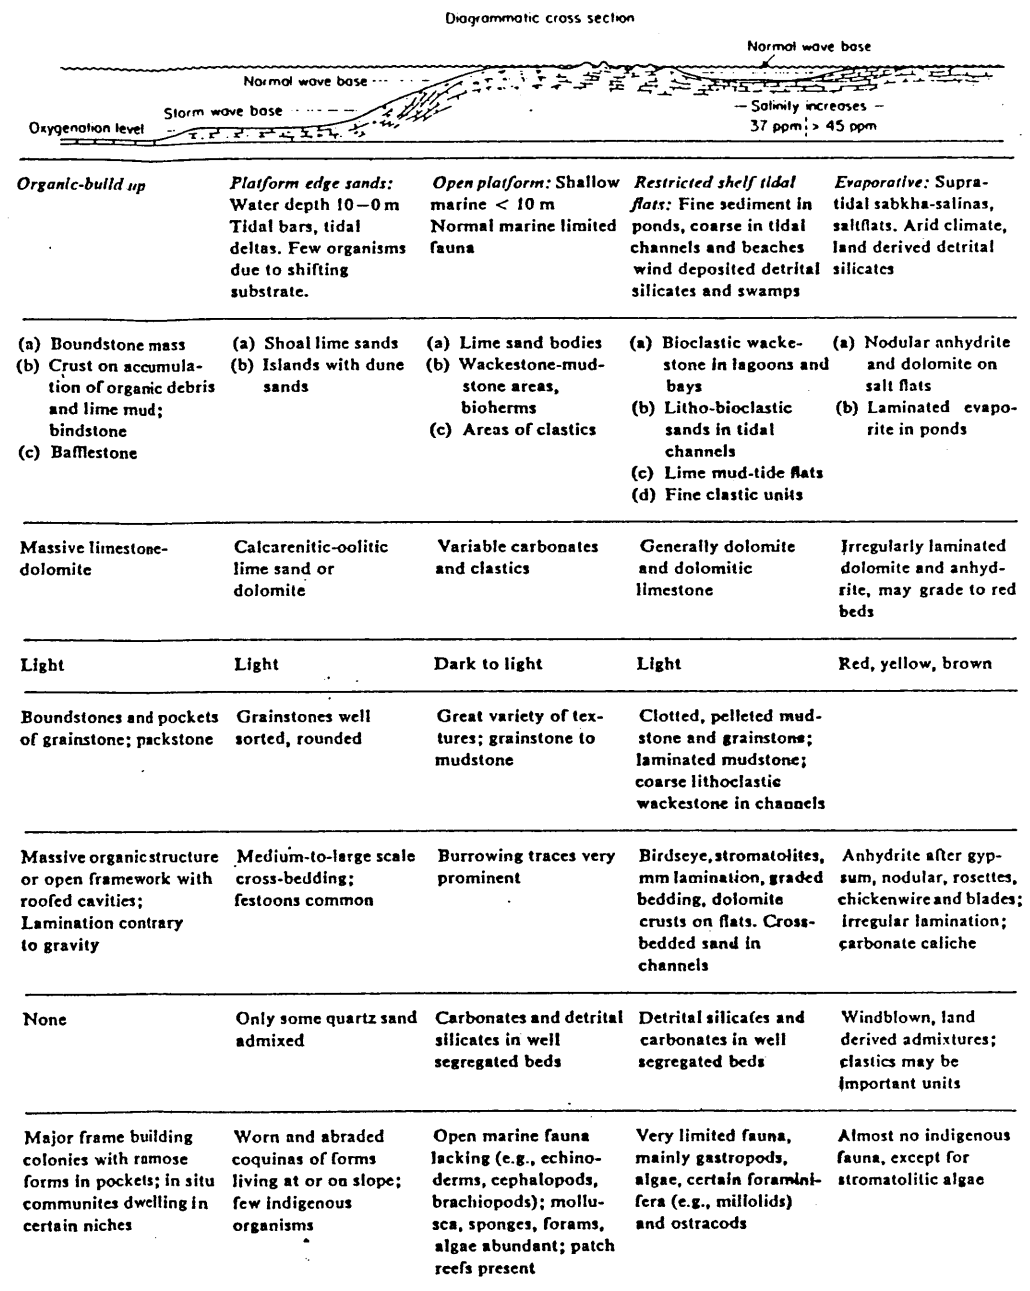 Diagrammatic cross section
Normal wave base
Normal wave base
Storm wave base
Oxygenation level
Salinity increases
37 ppm > 45 ppm
Organic-build up
Platform edge sands:
Water depth 10–0 m
Tidal bars, tidal
deltas. Few organisms
due to shifting
substrate.
Open platform: Shallow
marine < 10 m
Normal marine limited
fauna
Restricted shelf tidal
flats: Fine sediment in
ponds, coarse in tidal
channels and beaches
wind deposited detrital
silicates and swamps
Evaporative: Supra-
tidal sabkha-salinas,
saltflats. Arid climate,
land derived detrital
silicates
(a) Boundstone mass
(b) Crust on accumula-
tion of organic debris
and lime mud;
bindstone
(c) Bafflestone
(a) Shoal lime sands
(b) Islands with dune
sands
(a) Lime sand bodies
(b) Wackestone-mud-
stone areas,
bioherms
(c) Areas of clastics
(a) Bioclastic wacke-
stone in lagoons and
bays
(b) Litho-bioclastic
sands in tidal
channels
(c) Lime mud-tide flats
(d) Fine clastic units
(a) Nodular anhydrite
and dolomite on
salt flats
(b) Laminated evapo-
rite in ponds
Massive limestone-
dolomite
Calcarenitic-oolitic
lime sand or
dolomite
Variable carbonates
and clastics
Generally dolomite
and dolomitic
limestone
Irregularly laminated
dolomite and anhyd-
rite, may grade to red
beds
Light
Light
Dark to light
Light
Red, yellow, brown
Boundstones and pockets
of grainstone; packstone
Grainstones well
sorted, rounded
Great variety of tex-
tures; grainstone to
mudstone
Clotted, pelleted mud-
stone and grainstone;
laminated mudstone;
coarse lithoclastic
wackestone in channels
Massive organic structure
or open framework with
roofed cavities;
Lamination contrary
to gravity
Medium-to-large scale
cross-bedding;
festoons common
Burrowing traces very
prominent
Birdseye, stromatolites,
mm lamination, graded
bedding, dolomite
crusts on flats. Cross-
bedded sand in
channels
Anhydrite after gyp-
sum, nodular, rosettes,
chickenwire and blades;
irregular lamination;
carbonate caliche
None
Only some quartz sand
admixed
Carbonates and detrital
silicates in well
segregated beds
Detrital silicates and
carbonates in well
segregated beds
Windblown, land
derived admixtures;
clastics may be
important units
Major frame building
colonies with ramose
forms in pockets; in situ
communites dwelling in
certain niches
Worn and abraded
coquinas of forms
living at or on slope;
few indigenous
organisms
Open marine fauna
lacking (e.g., echino-
derms, cephalopods,
brachiopods); mollu-
sca, sponges, forams,
algae abundant; patch
reefs present
Very limited fauna,
mainly gastropods,
algae, certain foramini-
fera (e.g., millolids)
and ostracods
Almost no indigenous
fauna, except for
stromatolitic algae